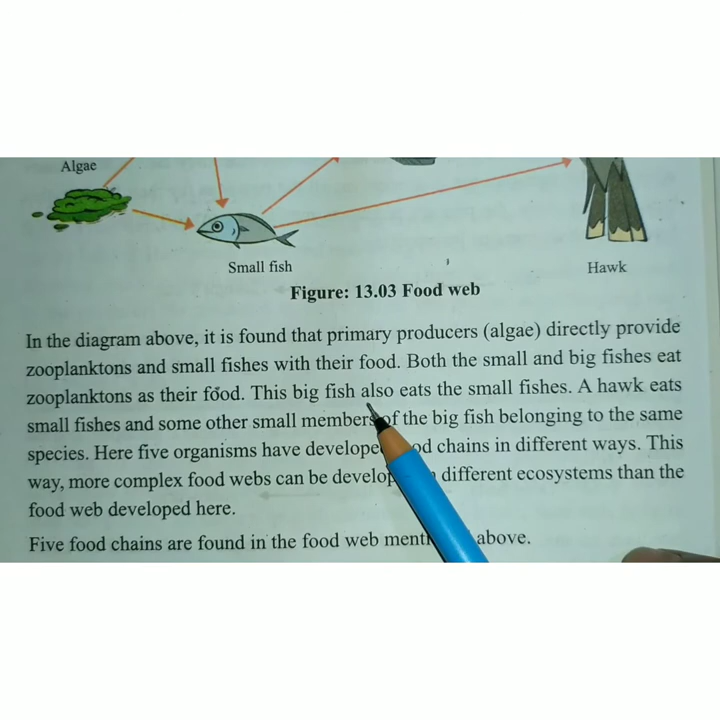 Algae
Small fish
Hawk
Figure: 13.03 Food web
In the diagram above, it is found that primary producers (algae) directly provide
zooplanktons and small fishes with their food. Both the small and big fishes eat
zooplanktons as their food. This big fish also eats the small fishes. A hawk eats
small fishes and some other small members of the big fish belonging to the same
species. Here five organisms have developed chains in different ways. This
way, more complex food webs can be different ecosystems than the
food web developed here.
Five food chains are found in the food web above.